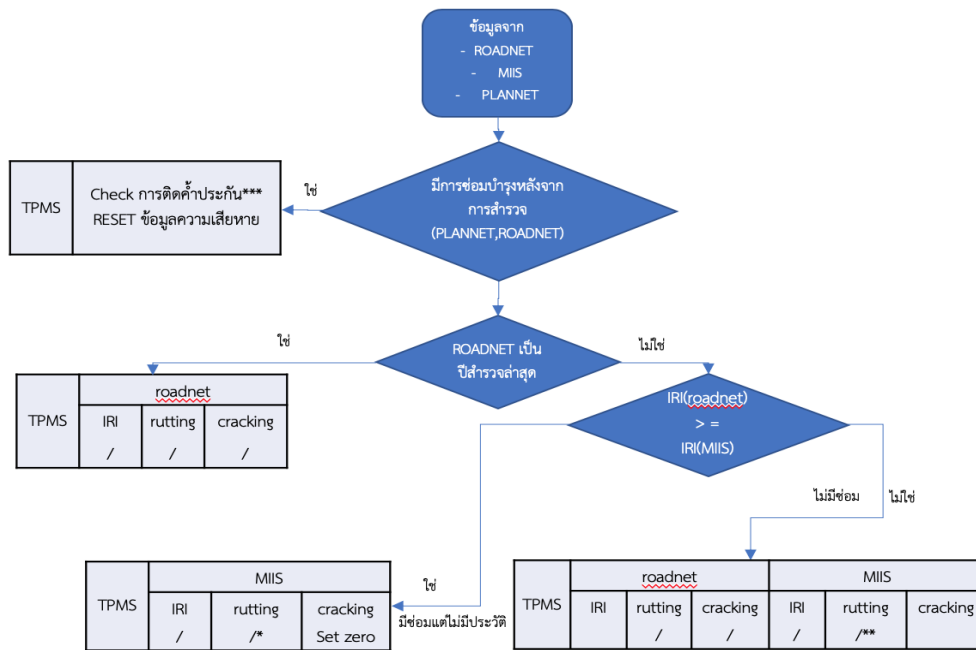 ข้อมูลจาก
- ROADNET
- MIIS
- PLANNET
มีการซ่อมบำรุงหลังจาก
การสำรวจ
(PLANNET,ROADNET)
ใช่
TPMS
Check การติดค้ำประกัน***
RESET ข้อมูลความเสียหาย
ROADNET เป็น
ปีสำรวจล่าสุด
ใช่
ไม่ใช่
TPMS
roadnet
IRI rutting cracking
/ / /
IRI(roadnet)
> =
IRI(MIIS)
ไม่มีซ่อม ไม่ใช่
ใช่
มีซ่อมแต่ไม่มีประวัติ
TPMS
MIIS
IRI rutting cracking
/ /* Set zero
TPMS
roadnet MIIS
IRI rutting cracking IRI rutting cracking
/ / / /**